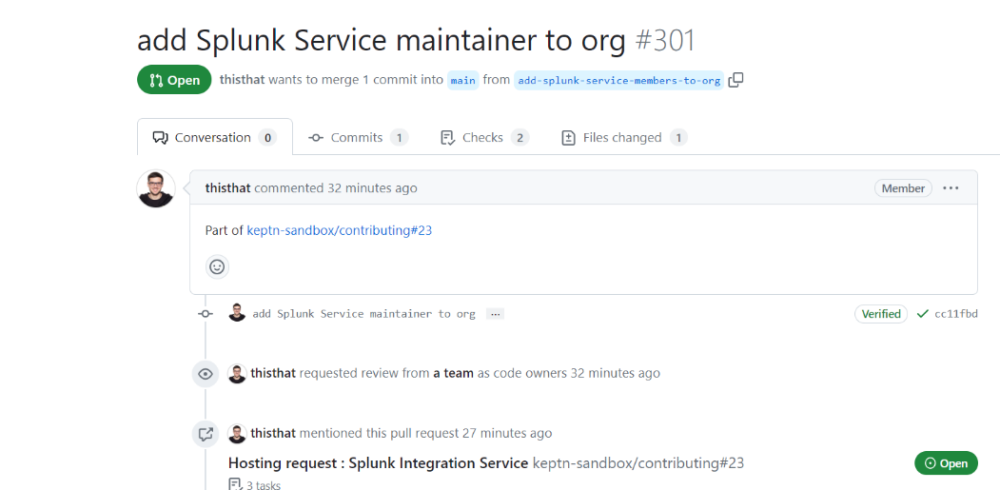 add Splunk Service maintainer to org #301
Open thisthat wants to merge 1 commit into main from add-splunk-service-members-to-org
Conversation 0 Commits 1 Checks 2 Files changed 1
thisthat commented 32 minutes ago Member
Part of keptn-sandbox/contributing#23
add Splunk Service maintainer to org ... Verified cc11fbd
thisthat requested review from a team as code owners 32 minutes ago
thisthat mentioned this pull request 27 minutes ago
Hosting request : Splunk Integration Service keptn-sandbox/contributing#23 Open
3 tasks